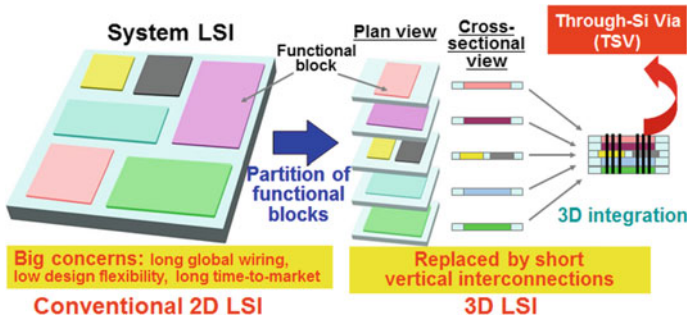 System LSI
Functional
block
Partition of
functional
blocks
Big concerns: long global wiring,
low design flexibility, long time-to-market
Conventional 2D LSI
Plan view
Cross-
sectional
view
Through-Si Via
(TSV)
3D integration
Replaced by short
vertical interconnections
3D LSI